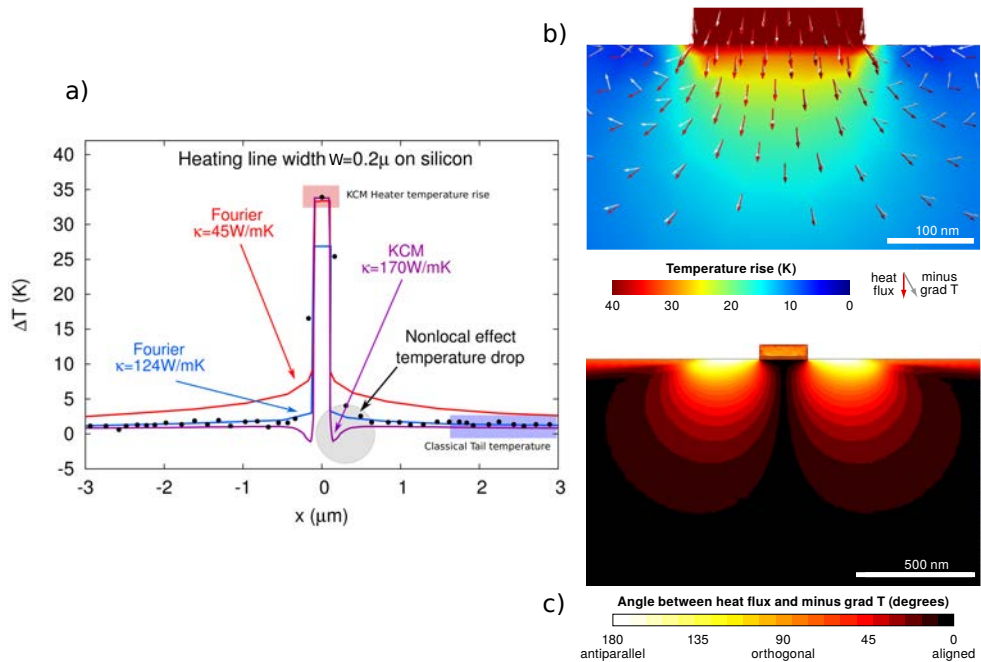 a)
Heating line width w=0.2μ on silicon
KCM Heater temperature rise
Fourier
κ=45W/mK
KCM
κ=170W/mK
Nonlocal effect
temperature drop
Fourier
κ=124W/mK
Classical Tail temperature
ΔT (K)
40
35
30
25
20
15
10
5
0
-5
-3
-2
-1
0
1
2
3
x (μm)
b)
100 nm
Temperature rise (K)
40
30
20
10
0
heat
flux
minus
grad T
500 nm
c)
Angle between heat flux and minus grad T (degrees)
180
135
90
45
0
antiparallel
orthogonal
aligned